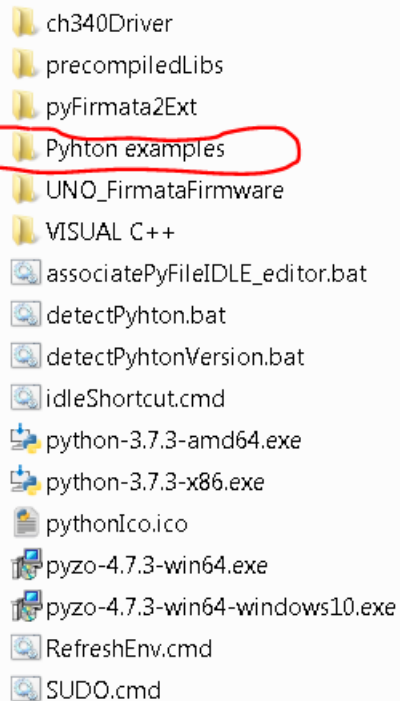 ch340Driver
precompiledLibs
pyFirmata2Ext
Pyhton examples
UNO_FirmataFirmware
VISUAL C++
associatePyFileIDLE_editor.bat
detectPyhton.bat
detectPyhtonVersion.bat
idleShortcut.cmd
python-3.7.3-amd64.exe
python-3.7.3-x86.exe
pythonIco.ico
pyzo-4.7.3-win64.exe
pyzo-4.7.3-win64-windows10.exe
RefreshEnv.cmd
SUDO.cmd